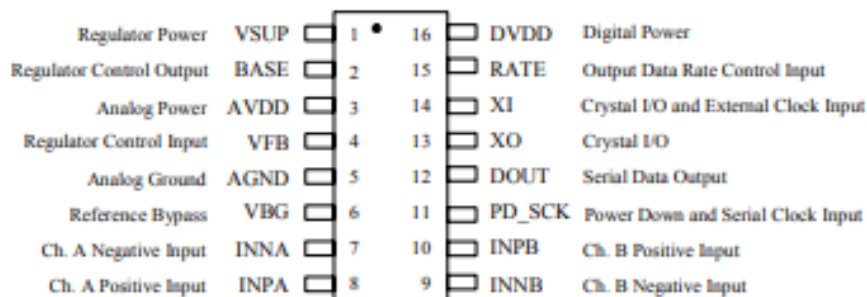 Regulator Power VSUP 1 16 DVDD Digital Power
Regulator Control Output BASE 2 15 RATE Output Data Rate Control Input
Analog Power AVDD 3 14 XI Crystal I/O and External Clock Input
Regulator Control Input VFB 4 13 XO Crystal I/O
Analog Ground AGND 5 12 DOUT Serial Data Output
Reference Bypass VBG 6 11 PD_SCK Power Down and Serial Clock Input
Ch. A Negative Input INNA 7 10 INPB Ch. B Positive Input
Ch. A Positive Input INPA 8 9 INNB Ch. B Negative Input